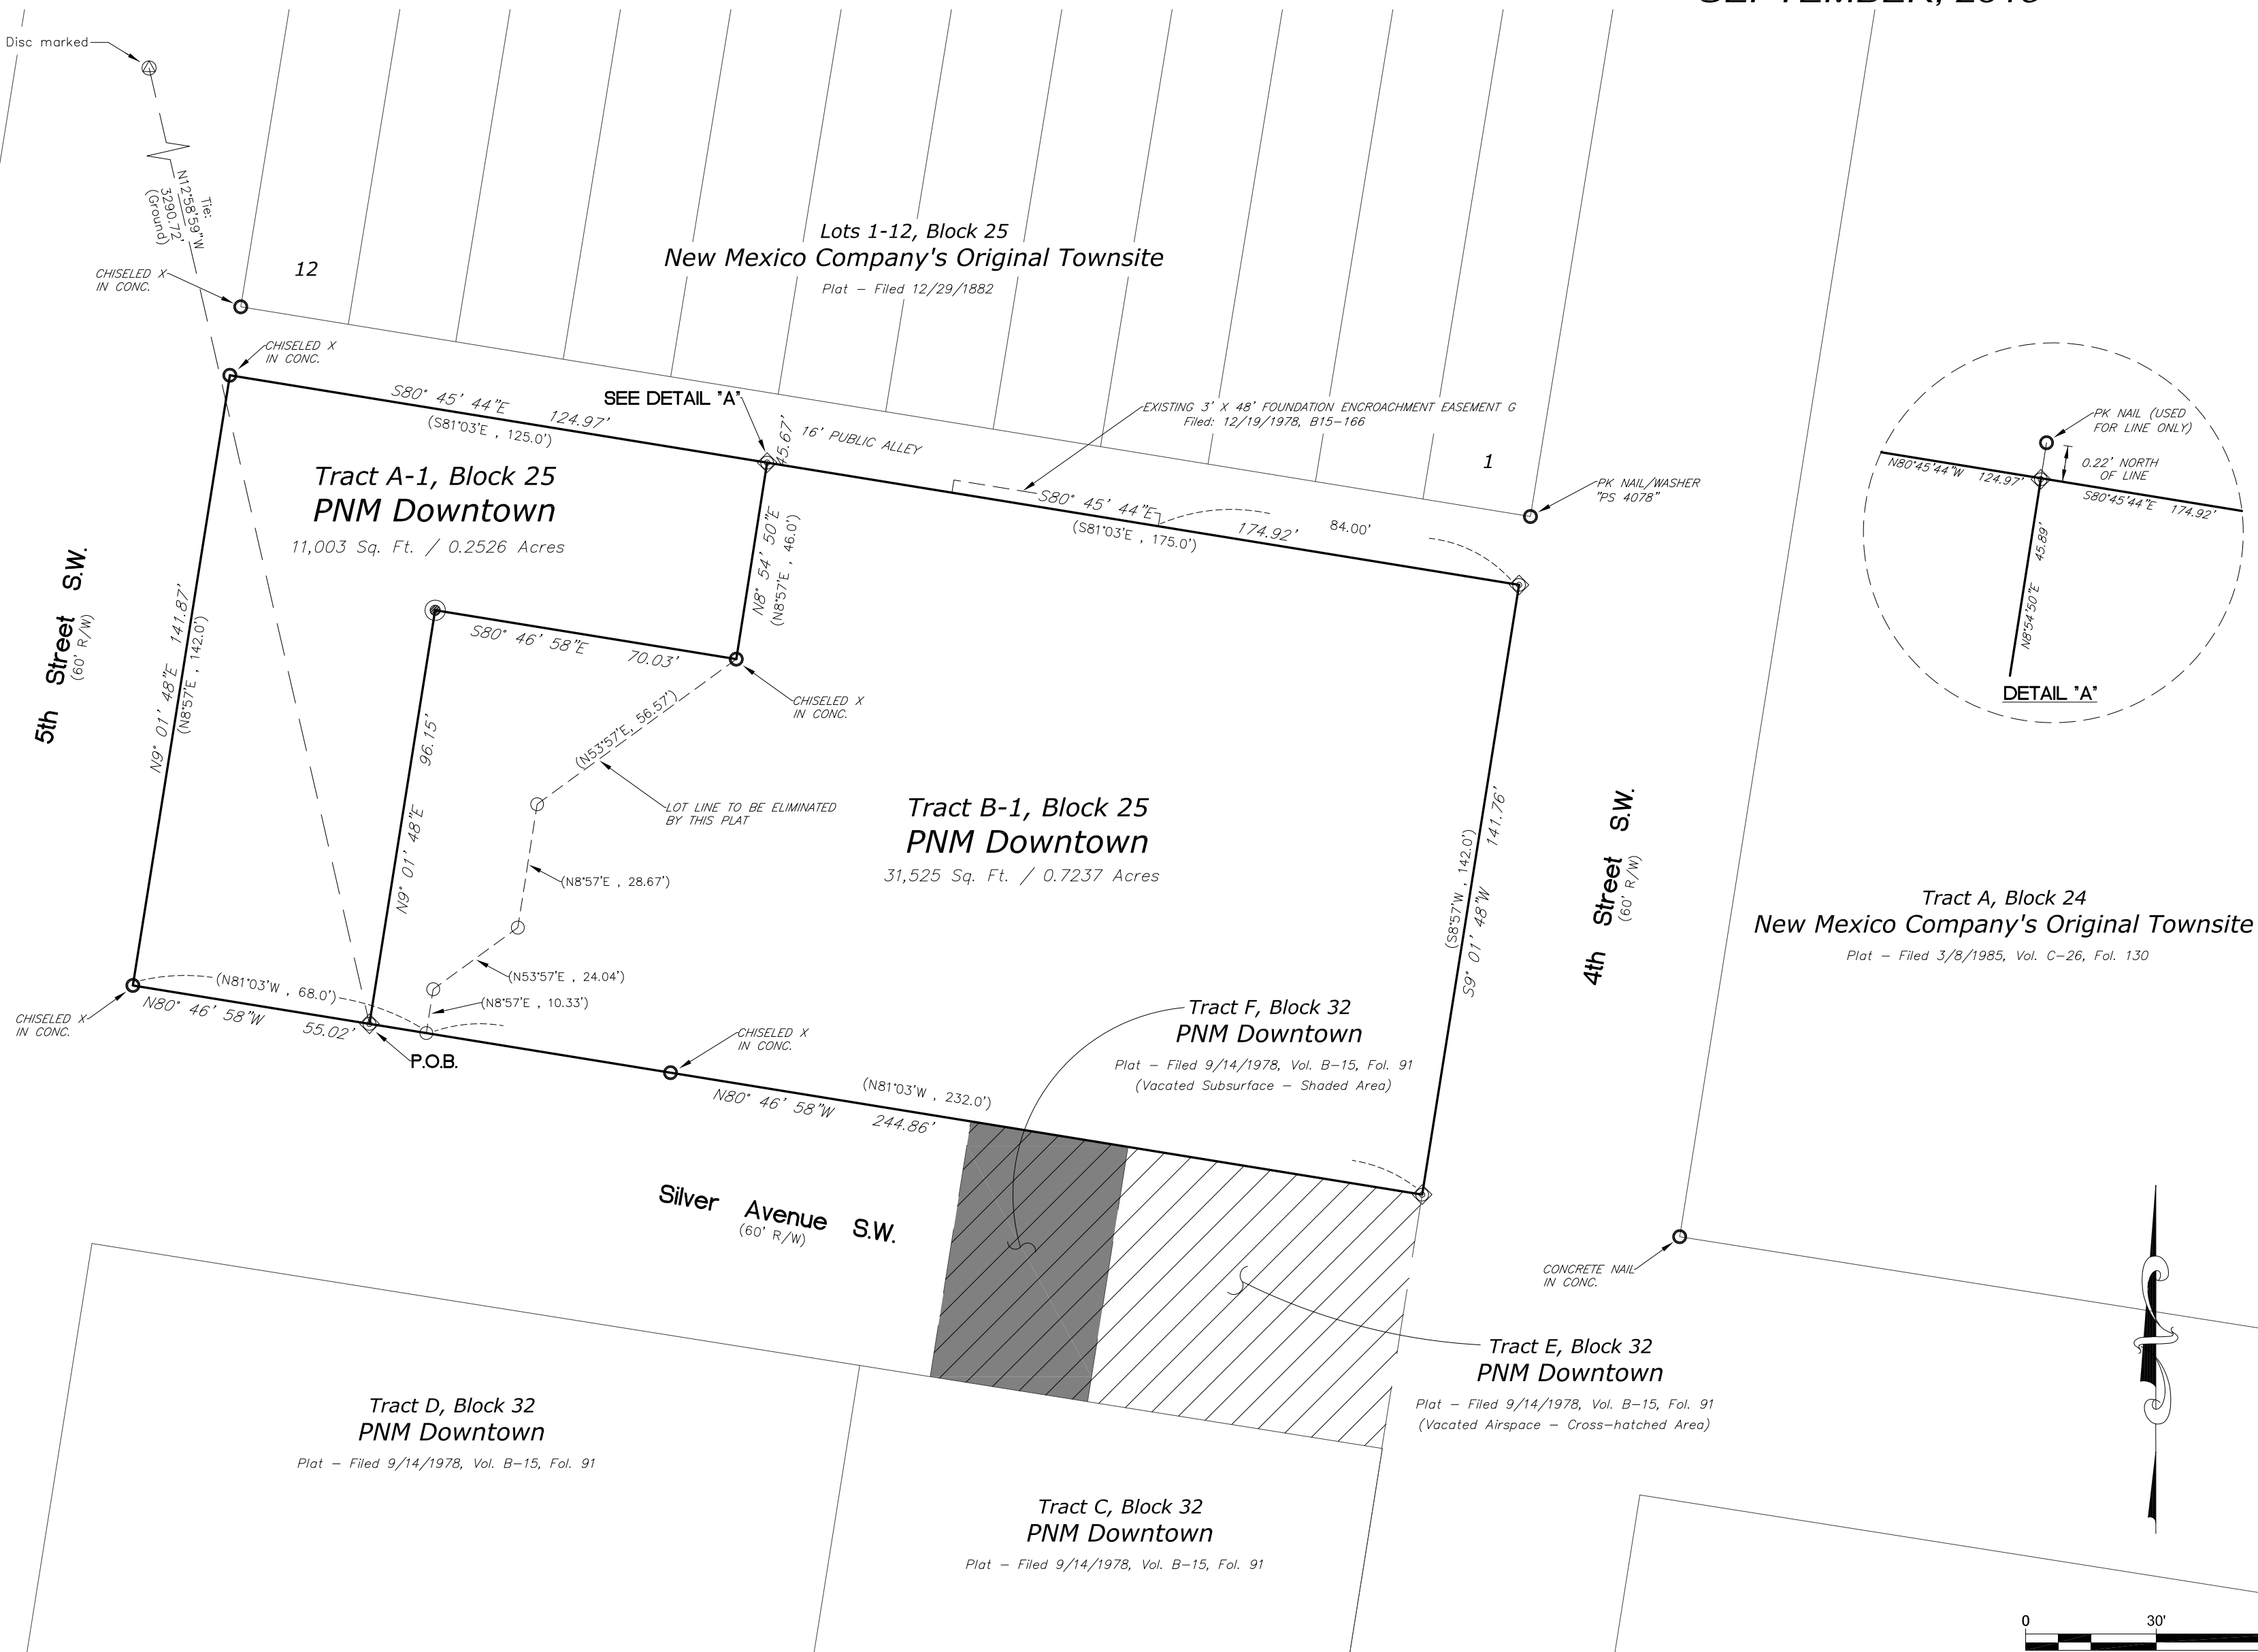 Disc marked
Tie:
N12°58'59"W
3290.72'
(Ground)
CHISELED X
IN CONC.
12
Lots 1-12, Block 25
New Mexico Company's Original Townsite
Plat – Filed 12/29/1882
CHISELED X
IN CONC.
S80° 45' 44"E 124.97'
(S81°03'E , 125.0')
SEE DETAIL "A"
45.67'
16' PUBLIC ALLEY
EXISTING 3' X 48' FOUNDATION ENCROACHMENT EASEMENT G
Filed: 12/19/1978, B15–166
1
PK NAIL/WASHER
"PS 4078"
S80° 45' 44"E 174.92'
(S81°03'E , 175.0')
84.00'
PK NAIL (USED
FOR LINE ONLY)
0.22' NORTH
OF LINE
N80°45'44"W 124.97'
S80°45'44"E 174.92'
45.89'
N8°54'50"E
DETAIL "A"
Tract A-1, Block 25
PNM Downtown
11,003 Sq. Ft. / 0.2526 Acres
N8° 54' 50"E
(N8°57'E , 46.0')
5th Street S.W.
(60' R/W)
N9° 01' 48"E 141.87'
(N8°57'E , 142.0')
S80° 46' 58"E 70.03'
CHISELED X
IN CONC.
N9° 01' 48"E 96.15'
(N53°57'E, 56.57')
LOT LINE TO BE ELIMINATED
BY THIS PLAT
(N8°57'E , 28.67')
(N53°57'E , 24.04')
(N8°57'E , 10.33')
Tract B-1, Block 25
PNM Downtown
31,525 Sq. Ft. / 0.7237 Acres
(S8°57'W , 142.0')
S9° 01' 48"W 141.76'
4th Street S.W.
(60' R/W)
Tract A, Block 24
New Mexico Company's Original Townsite
Plat – Filed 3/8/1985, Vol. C–26, Fol. 130
(N81°03'W , 68.0')
N80° 46' 58"W 55.02'
CHISELED X
IN CONC.
P.O.B.
CHISELED X
IN CONC.
(N81°03'W , 232.0')
N80° 46' 58"W 244.86'
Tract F, Block 32
PNM Downtown
Plat – Filed 9/14/1978, Vol. B–15, Fol. 91
(Vacated Subsurface – Shaded Area)
Silver Avenue S.W.
(60' R/W)
CONCRETE NAIL
IN CONC.
Tract E, Block 32
PNM Downtown
Plat – Filed 9/14/1978, Vol. B–15, Fol. 91
(Vacated Airspace – Cross–hatched Area)
Tract D, Block 32
PNM Downtown
Plat – Filed 9/14/1978, Vol. B–15, Fol. 91
Tract C, Block 32
PNM Downtown
Plat – Filed 9/14/1978, Vol. B–15, Fol. 91
0 30'